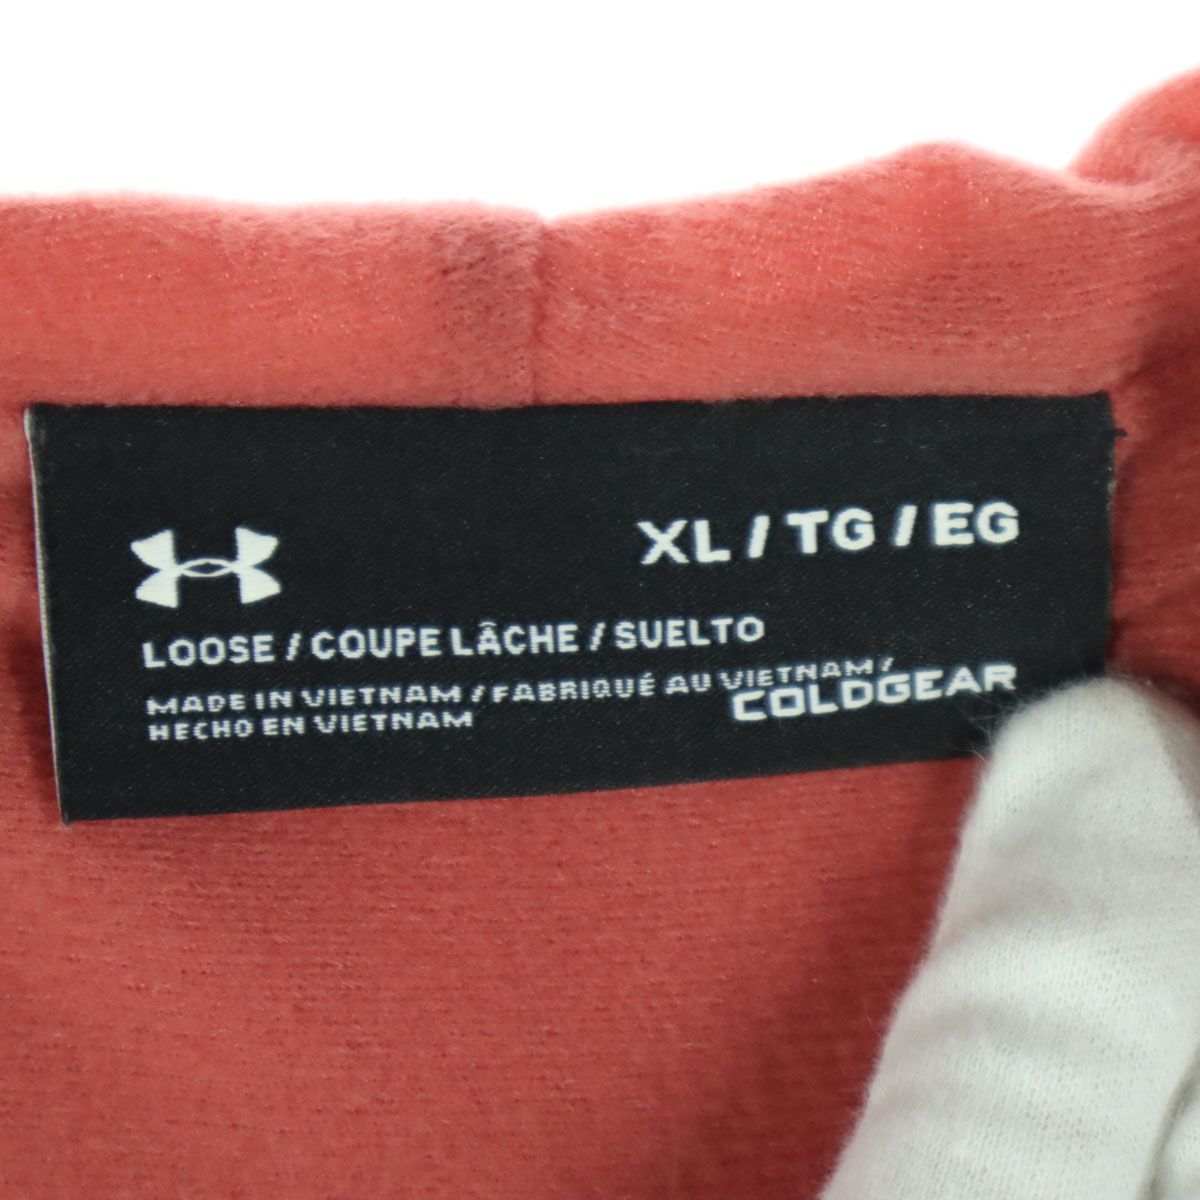 XL / TG / EG
LOOSE / COUPE LÂCHE / SUELTO
MADE IN VIETNAM / FABRIQUÉ AU VIETNAM /
HECHO EN VIETNAM
COLDGEAR